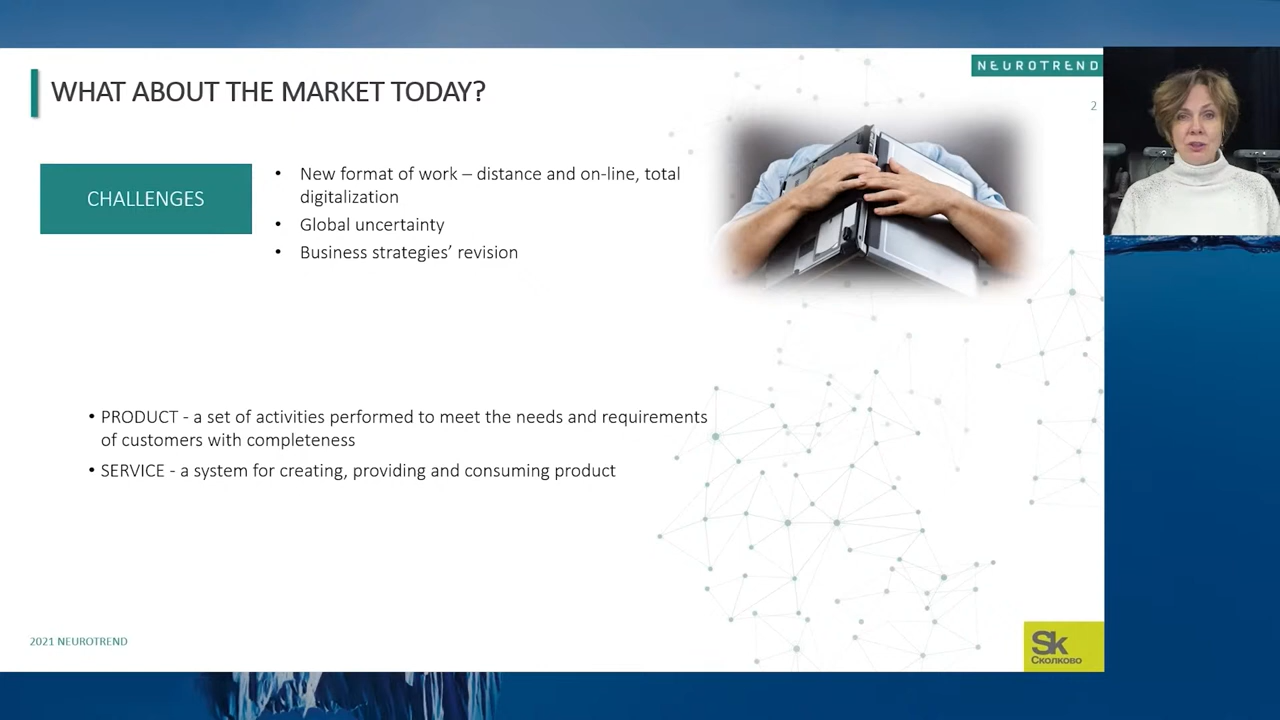 WHAT ABOUT THE MARKET TODAY?
NEUROTREND
2
CHALLENGES
• New format of work – distance and on-line, total
digitalization
• Global uncertainty
• Business strategies’ revision
• PRODUCT - a set of activities performed to meet the needs and requirements
of customers with completeness
• SERVICE - a system for creating, providing and consuming product
2021 NEUROTREND
Sk
Сколково